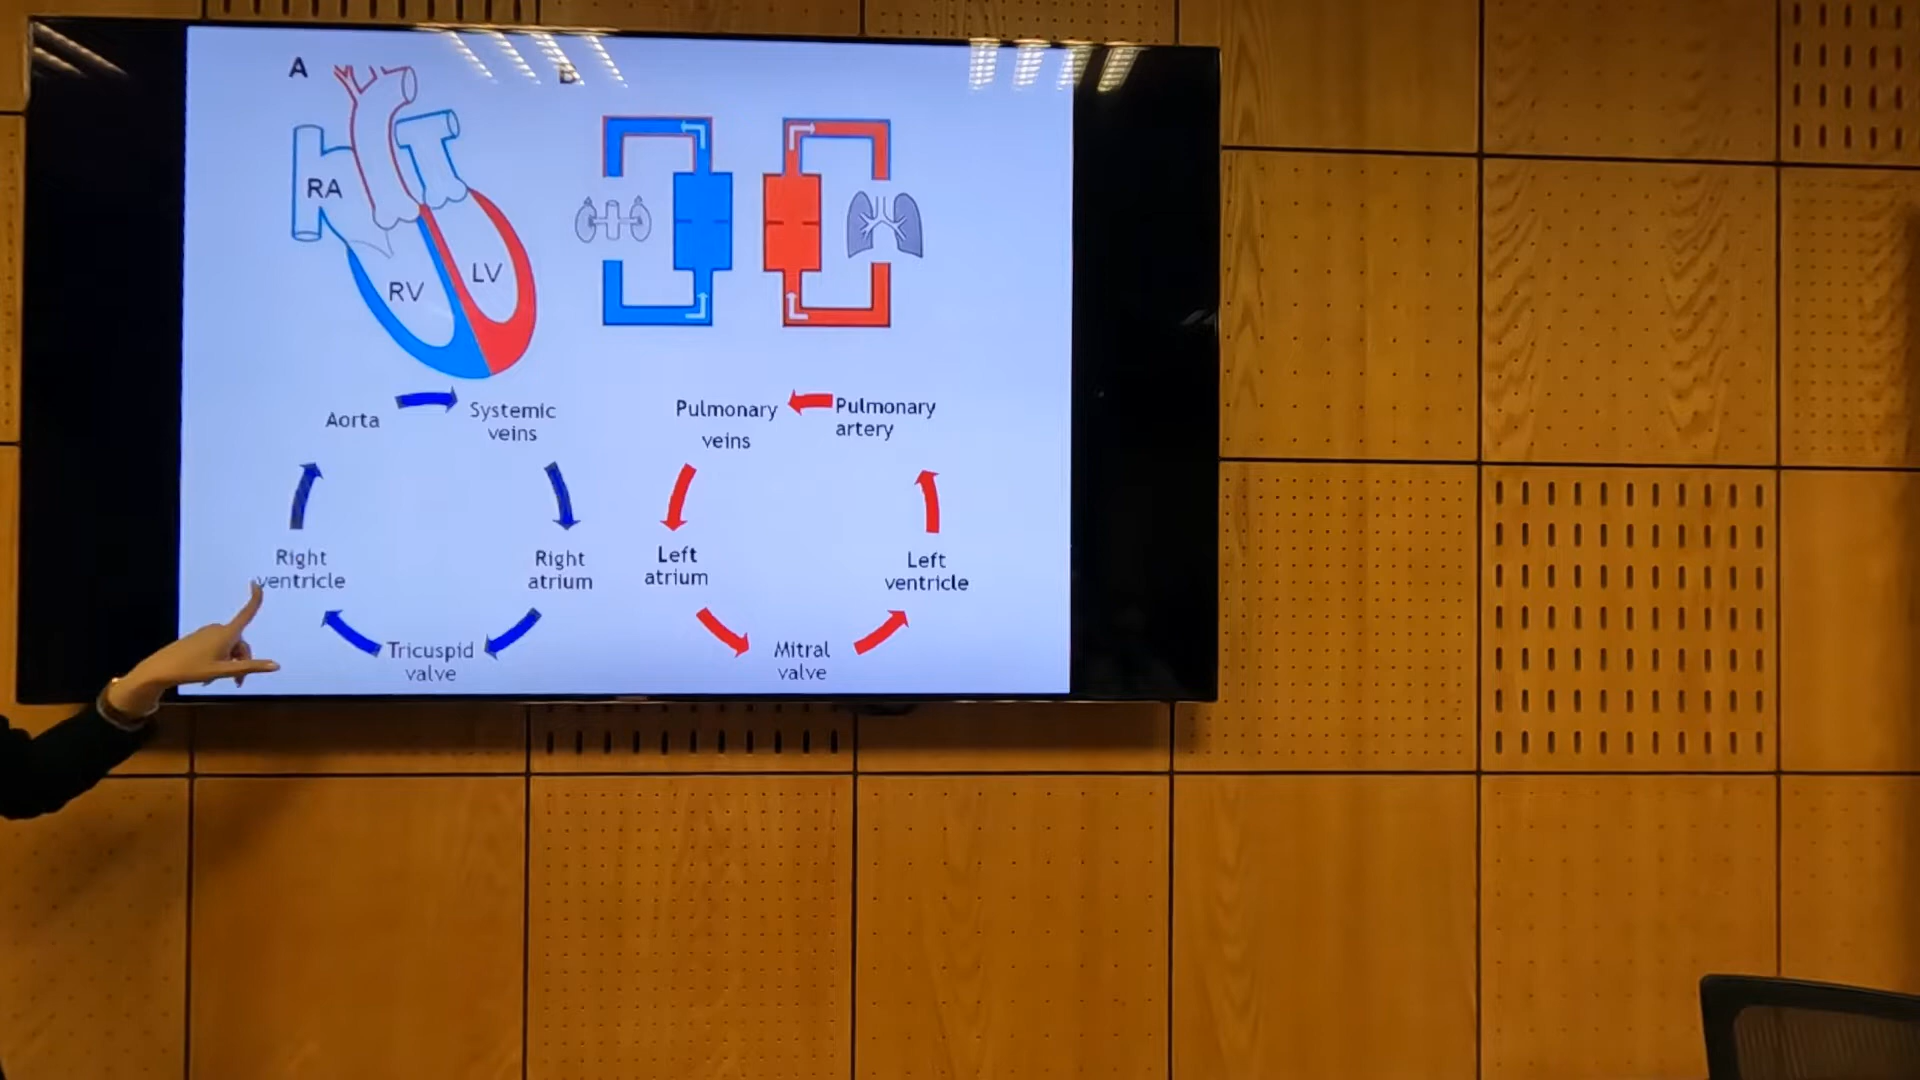 A
B
RA
RV
LV
Aorta
Systemic
veins
Right
atrium
Tricuspid
valve
Right
ventricle
Pulmonary
veins
Pulmonary
artery
Left
atrium
Mitral
valve
Left
ventricle